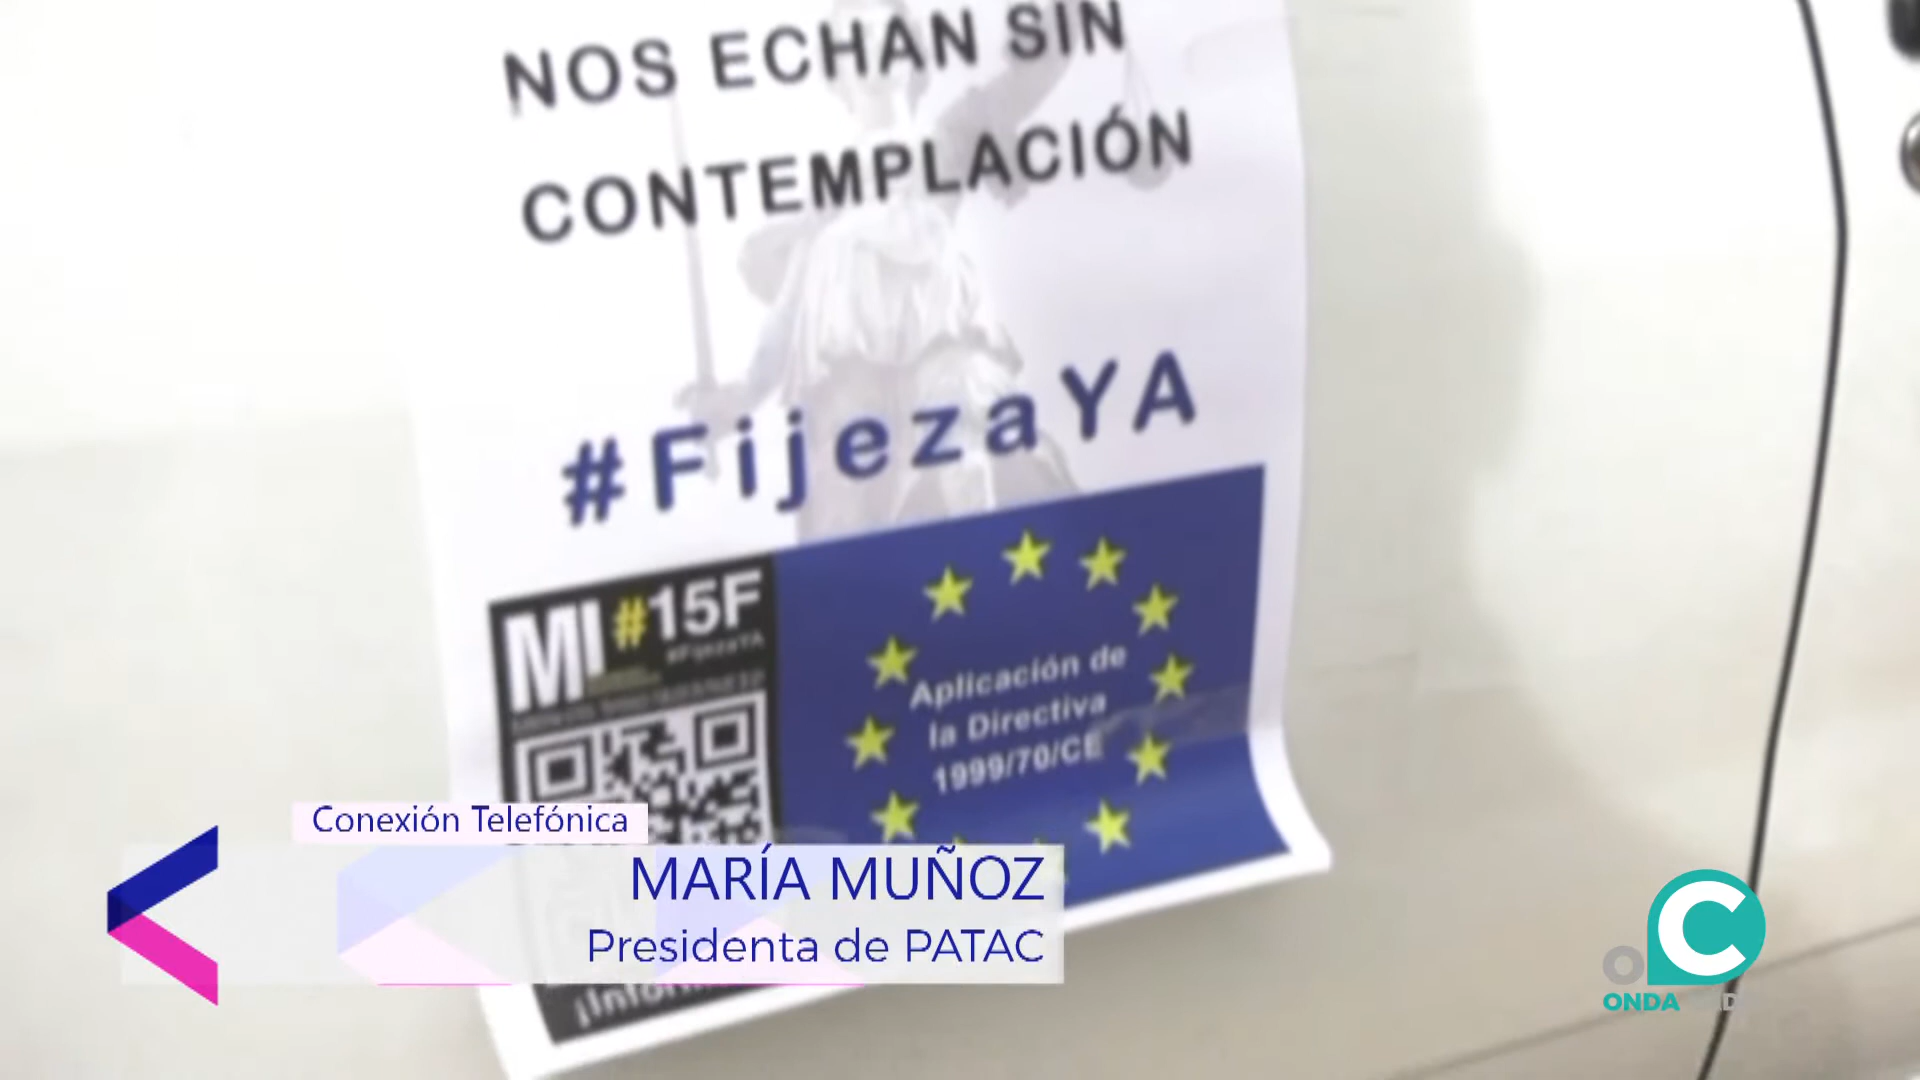 NOS ECHAN SIN
CONTEMPLACIÓN
#FijezaYA
MI #15F
#FijezaYA
Aplicación de
la Directiva
1999/70/CE
Conexión Telefónica
MARÍA MUÑOZ
Presidenta de PATAC
ONDA